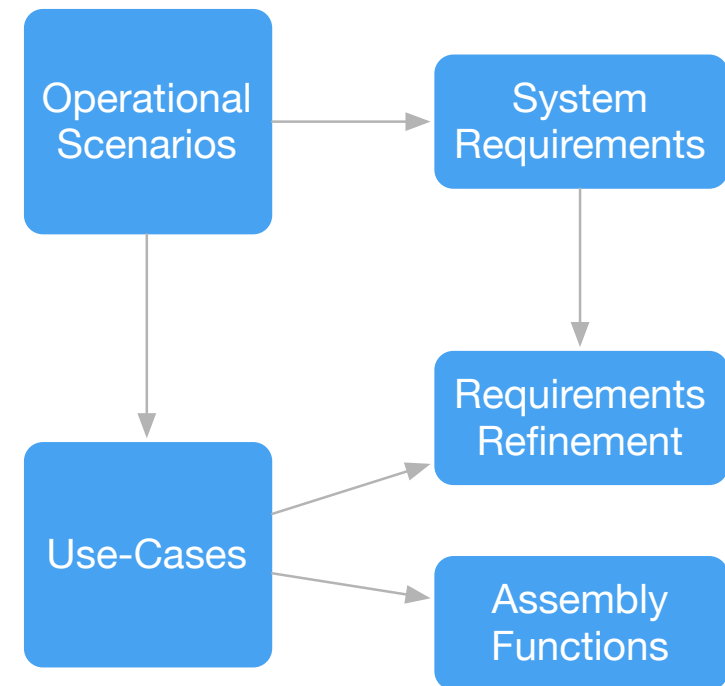 Operational
Scenarios
System
Requirements
Requirements
Refinement
Use-Cases
Assembly
Functions